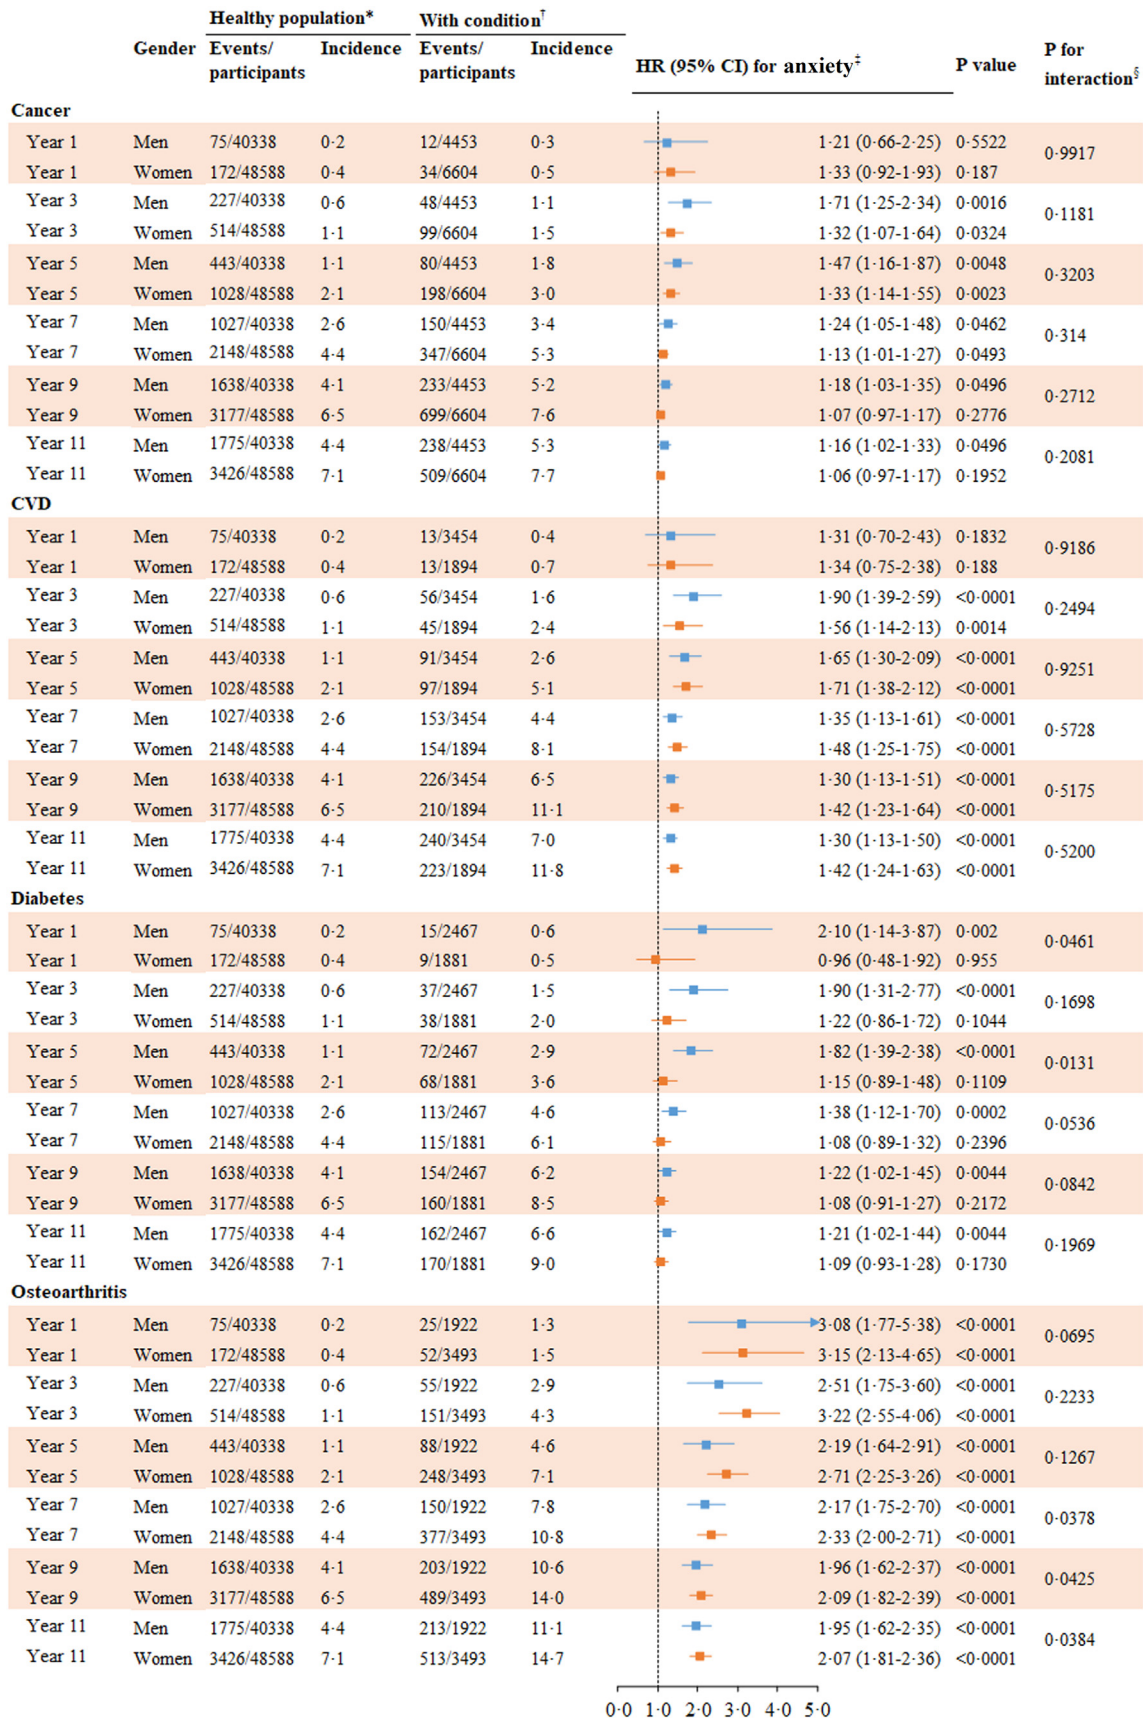 Healthy population* With condition†
Gender Events/participants Incidence Events/participants Incidence HR (95% CI) for anxiety‡ P value P for interaction§
Cancer
Year 1 Men 75/40338 0·2 12/4453 0·3 1·21 (0·66-2·25) 0·5522 0·9917
Year 1 Women 172/48588 0·4 34/6604 0·5 1·33 (0·92-1·93) 0·187
Year 3 Men 227/40338 0·6 48/4453 1·1 1·71 (1·25-2·34) 0·0016 0·1181
Year 3 Women 514/48588 1·1 99/6604 1·5 1·32 (1·07-1·64) 0·0324
Year 5 Men 443/40338 1·1 80/4453 1·8 1·47 (1·16-1·87) 0·0048 0·3203
Year 5 Women 1028/48588 2·1 198/6604 3·0 1·33 (1·14-1·55) 0·0023
Year 7 Men 1027/40338 2·6 150/4453 3·4 1·24 (1·05-1·48) 0·0462 0·314
Year 7 Women 2148/48588 4·4 347/6604 5·3 1·13 (1·01-1·27) 0·0493
Year 9 Men 1638/40338 4·1 233/4453 5·2 1·18 (1·03-1·35) 0·0496 0·2712
Year 9 Women 3177/48588 6·5 699/6604 7·6 1·07 (0·97-1·17) 0·2776
Year 11 Men 1775/40338 4·4 238/4453 5·3 1·16 (1·02-1·33) 0·0496 0·2081
Year 11 Women 3426/48588 7·1 509/6604 7·7 1·06 (0·97-1·17) 0·1952
CVD
Year 1 Men 75/40338 0·2 13/3454 0·4 1·31 (0·70-2·43) 0·1832 0·9186
Year 1 Women 172/48588 0·4 13/1894 0·7 1·34 (0·75-2·38) 0·188
Year 3 Men 227/40338 0·6 56/3454 1·6 1·90 (1·39-2·59) <0·0001 0·2494
Year 3 Women 514/48588 1·1 45/1894 2·4 1·56 (1·14-2·13) 0·0014
Year 5 Men 443/40338 1·1 91/3454 2·6 1·65 (1·30-2·09) <0·0001 0·9251
Year 5 Women 1028/48588 2·1 97/1894 5·1 1·71 (1·38-2·12) <0·0001
Year 7 Men 1027/40338 2·6 153/3454 4·4 1·35 (1·13-1·61) <0·0001 0·5728
Year 7 Women 2148/48588 4·4 154/1894 8·1 1·48 (1·25-1·75) <0·0001
Year 9 Men 1638/40338 4·1 226/3454 6·5 1·30 (1·13-1·51) <0·0001 0·5175
Year 9 Women 3177/48588 6·5 210/1894 11·1 1·42 (1·23-1·64) <0·0001
Year 11 Men 1775/40338 4·4 240/3454 7·0 1·30 (1·13-1·50) <0·0001 0·5200
Year 11 Women 3426/48588 7·1 223/1894 11·8 1·42 (1·24-1·63) <0·0001
Diabetes
Year 1 Men 75/40338 0·2 15/2467 0·6 2·10 (1·14-3·87) 0·002 0·0461
Year 1 Women 172/48588 0·4 9/1881 0·5 0·96 (0·48-1·92) 0·955
Year 3 Men 227/40338 0·6 37/2467 1·5 1·90 (1·31-2·77) <0·0001 0·1698
Year 3 Women 514/48588 1·1 38/1881 2·0 1·22 (0·86-1·72) 0·1044
Year 5 Men 443/40338 1·1 72/2467 2·9 1·82 (1·39-2·38) <0·0001 0·0131
Year 5 Women 1028/48588 2·1 68/1881 3·6 1·15 (0·89-1·48) 0·1109
Year 7 Men 1027/40338 2·6 113/2467 4·6 1·38 (1·12-1·70) 0·0002 0·0536
Year 7 Women 2148/48588 4·4 115/1881 6·1 1·08 (0·89-1·32) 0·2396
Year 9 Men 1638/40338 4·1 154/2467 6·2 1·22 (1·02-1·45) 0·0044 0·0842
Year 9 Women 3177/48588 6·5 160/1881 8·5 1·08 (0·91-1·27) 0·2172
Year 11 Men 1775/40338 4·4 162/2467 6·6 1·21 (1·02-1·44) 0·0044 0·1969
Year 11 Women 3426/48588 7·1 170/1881 9·0 1·09 (0·93-1·28) 0·1730
Osteoarthritis
Year 1 Men 75/40338 0·2 25/1922 1·3 3·08 (1·77-5·38) <0·0001 0·0695
Year 1 Women 172/48588 0·4 52/3493 1·5 3·15 (2·13-4·65) <0·0001
Year 3 Men 227/40338 0·6 55/1922 2·9 2·51 (1·75-3·60) <0·0001 0·2233
Year 3 Women 514/48588 1·1 151/3493 4·3 3·22 (2·55-4·06) <0·0001
Year 5 Men 443/40338 1·1 88/1922 4·6 2·19 (1·64-2·91) <0·0001 0·1267
Year 5 Women 1028/48588 2·1 248/3493 7·1 2·71 (2·25-3·26) <0·0001
Year 7 Men 1027/40338 2·6 150/1922 7·8 2·17 (1·75-2·70) <0·0001 0·0378
Year 7 Women 2148/48588 4·4 377/3493 10·8 2·33 (2·00-2·71) <0·0001
Year 9 Men 1638/40338 4·1 203/1922 10·6 1·96 (1·62-2·37) <0·0001 0·0425
Year 9 Women 3177/48588 6·5 489/3493 14·0 2·09 (1·82-2·39) <0·0001
Year 11 Men 1775/40338 4·4 213/1922 11·1 1·95 (1·62-2·35) <0·0001 0·0384
Year 11 Women 3426/48588 7·1 513/3493 14·7 2·07 (1·81-2·36) <0·0001
0·0 1·0 2·0 3·0 4·0 5·0